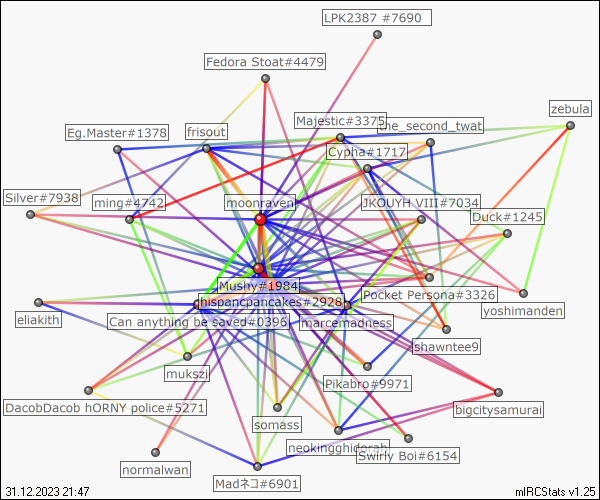 LPK2387 #7690
Fedora Stoat#4479
zebula
Majestic#3375
the_second_twat
Eg.Master#1378
frisout
Cypha#1717
Silver#7938
ming#4742
moonraven
JKOUYH VIII#7034
Duck#1245
Mushy#1984
hispanicpancakes#2928
Pocket Persona#3326
yoshimanden
eliakith
Can anything be saved#0396
marcemadness
shawntee9
mukszi
Pikabro#9971
DacobDacob hORNY police#5271
bigcitysamurai
somass
neokingghidorah
Swirly Boi#6154
normalwan
Madネコ#6901
31.12.2023 21:47
mIRCStats v1.25